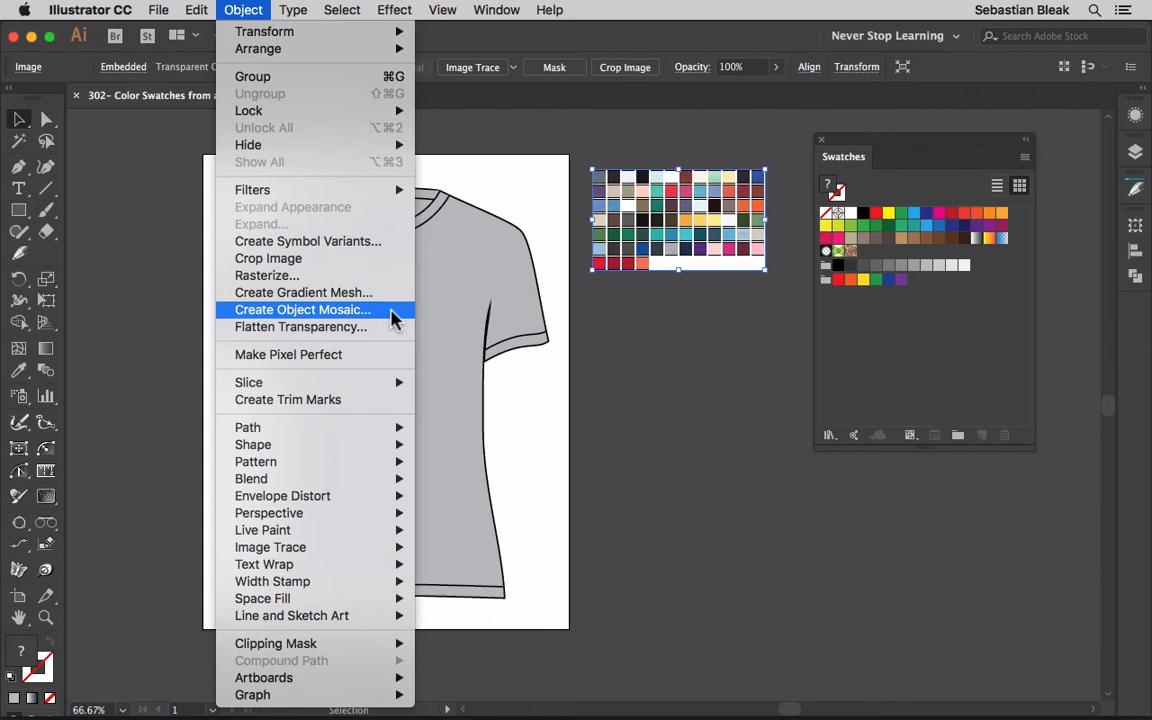 Illustrator CC File Edit Object Type Select Effect View Window Help Sebastian Bleak
Br St Never Stop Learning Search Adobe Stock
Image Embedded Transparent C Image Trace Mask Crop Image Opacity: 100% Align Transform
302- Color Swatches from a
Transform
Arrange
Group ⌘G
Ungroup ⇧⌘G
Lock
Unlock All ⌥⌘2
Hide
Show All ⌥⌘3
Filters
Expand Appearance
Expand...
Create Symbol Variants...
Crop Image
Rasterize...
Create Gradient Mesh...
Create Object Mosaic...
Flatten Transparency...
Make Pixel Perfect
Slice
Create Trim Marks
Path
Shape
Pattern
Blend
Envelope Distort
Perspective
Live Paint
Image Trace
Text Wrap
Width Stamp
Space Fill
Line and Sketch Art
Clipping Mask
Compound Path
Artboards
Graph
Swatches
?
?
66.67% 1 Selection